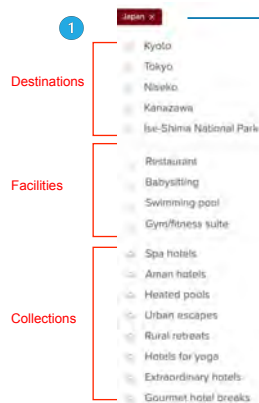 Japan ×
1
Destinations
Kyoto
Tokyo
Niseko
Kanazawa
Ise-Shima National Park
Facilities
Restaurant
Babysitting
Swimming pool
Gym/fitness suite
Collections
Spa hotels
Aman hotels
Heated pools
Urban escapes
Rural retreats
Hotels for yoga
Extraordinary hotels
Gourmet hotel breaks